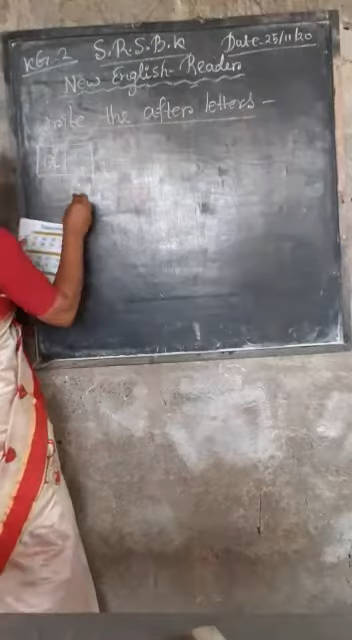 KG-2 S.R.S.B.K Date-25/11/20
New English Reader
Write the after letters-
a